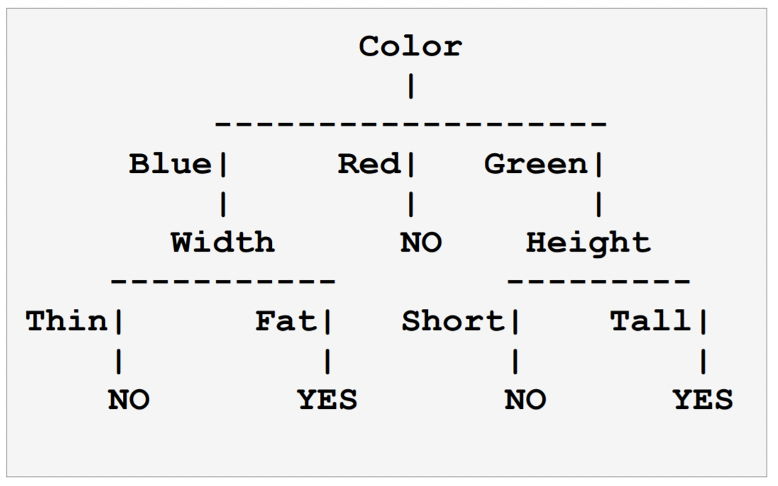 Color
|
-------------------
Blue| Red| Green|
| | |
Width NO Height
----------- ---------
Thin| Fat| Short| Tall|
| | | |
NO YES NO YES